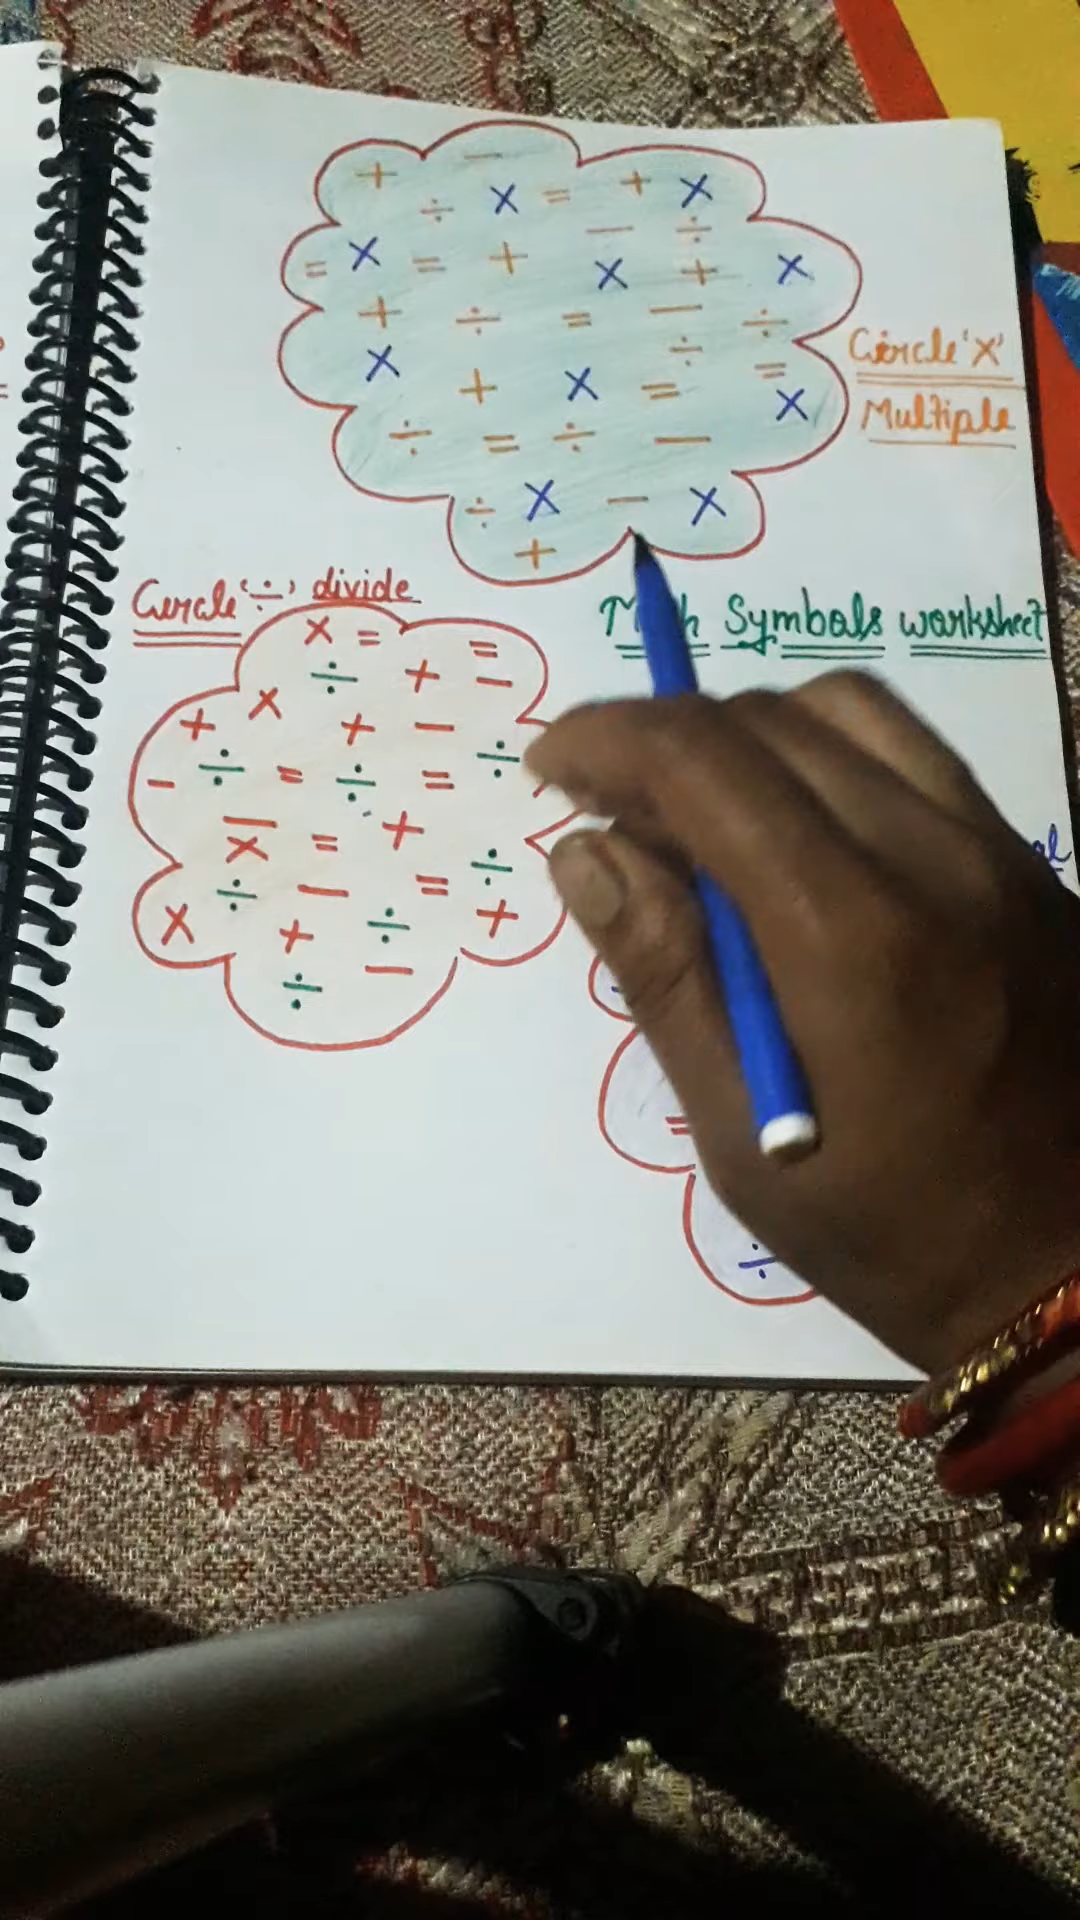 + − ÷ × = + ×
− ÷
= × = + × + ×
+ ÷ = − ÷
÷ =
× + × = ×
÷ = ÷ −
÷ × − ×
+
Circle 'x'
Multiple
Circle '÷' divide
× = =
÷ + −
+ × + −
− ÷ = ÷ = ÷
− +
× = ÷
÷ − =
× + ÷ +
÷ −
Symbols worksheet
=
÷